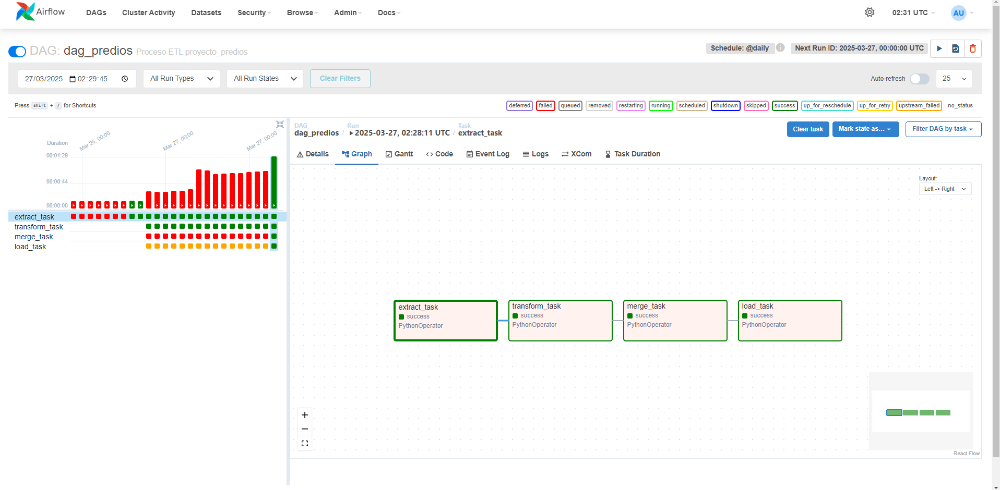 Airflow DAGs Cluster Activity Datasets Security Browse Admin Docs 02:31 UTC AU
DAG: dag_predios Proceso ETL proyecto_predios Schedule: @daily i Next Run ID: 2025-03-27, 00:00:00 UTC
27/03/2025 02:29:45 All Run Types All Run States Clear Filters Auto-refresh 25
Press shift + / for Shortcuts deferred failed queued removed restarting running scheduled shutdown skipped success up_for_reschedule up_for_retry upstream_failed no_status
Mar 26, 00:00 Mar 27, 00:00 Mar 27, 00:00
Duration
00:01:29
00:00:44
00:00:00
extract_task
transform_task
merge_task
load_task
DAG Run Task
dag_predios / 2025-03-27, 02:28:11 UTC / extract_task
Clear task Mark state as... Filter DAG by task
Details Graph Gantt Code Event Log Logs XCom Task Duration
Layout:
Left -> Right
extract_task
success
PythonOperator
transform_task
success
PythonOperator
merge_task
success
PythonOperator
load_task
success
PythonOperator
React Flow